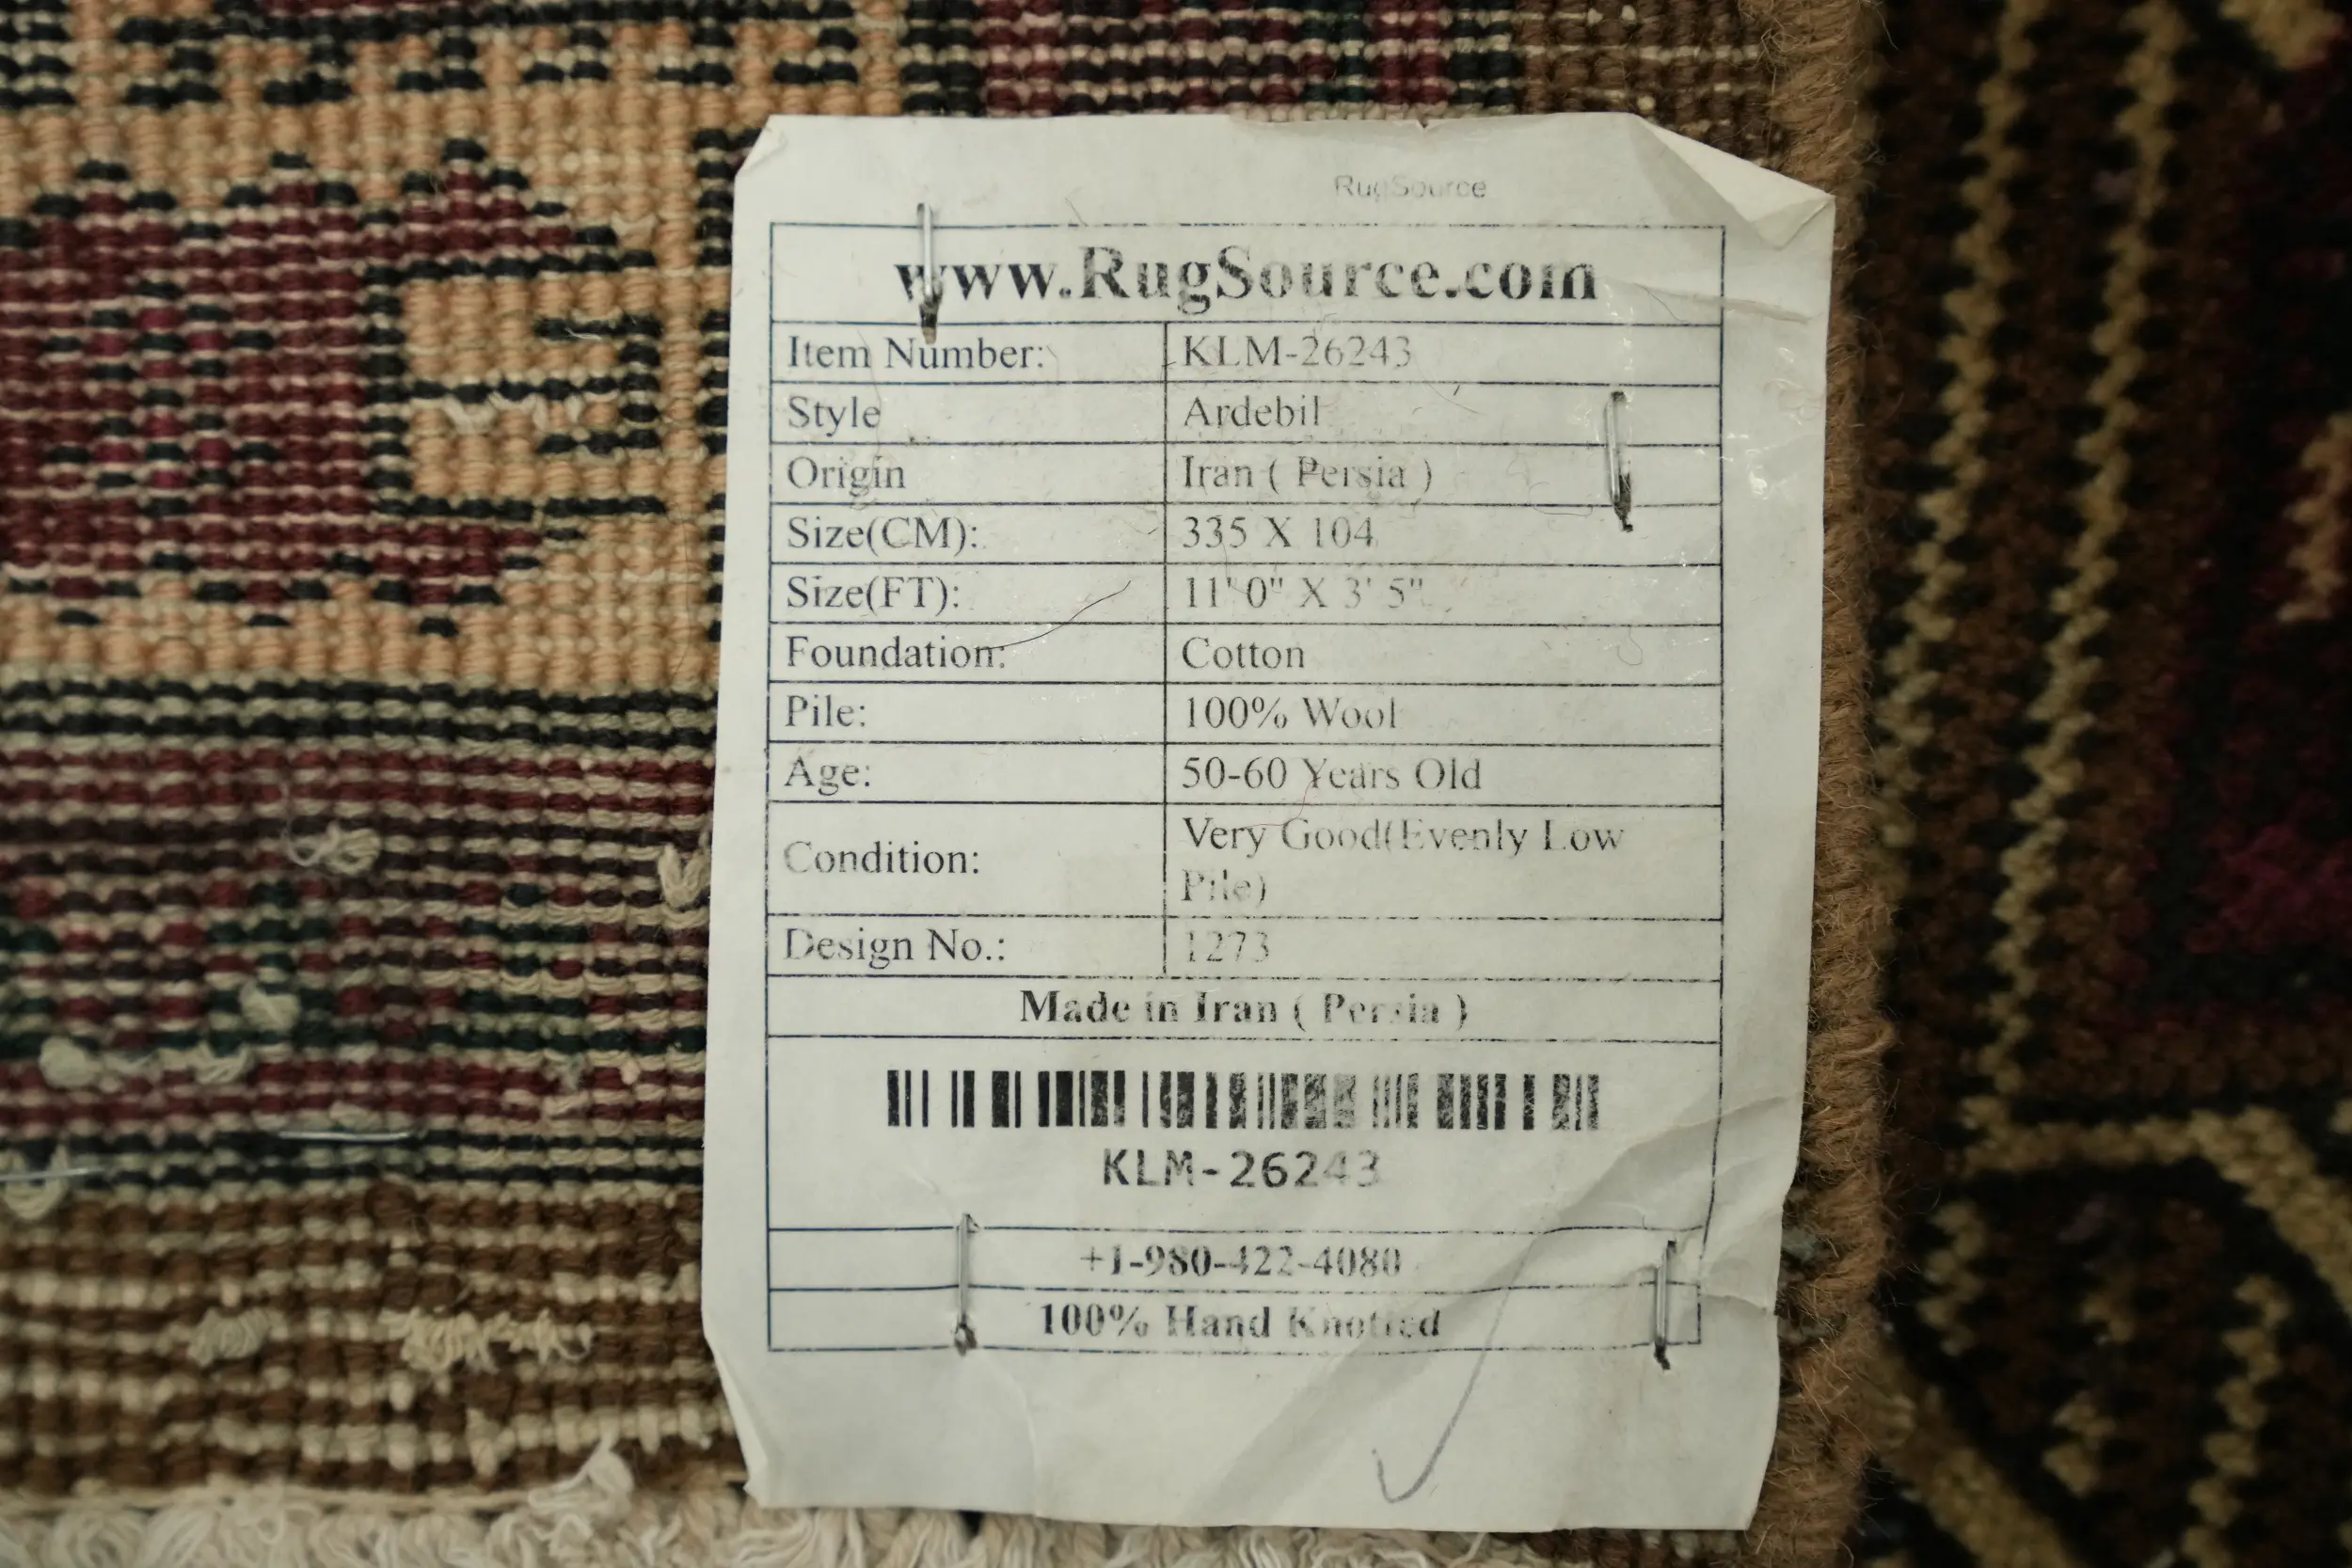 RugSource
www.RugSource.com
Item Number: KLM-26243
Style Ardebil
Origin Iran ( Persia )
Size(CM): 335 X 104
Size(FT): 11' 0" X 3' 5"
Foundation: Cotton
Pile: 100% Wool
Age: 50-60 Years Old
Condition: Very Good(Evenly Low
Pile)
Design No.: 1273
Made in Iran ( Persia )
KLM-26243
+1-980-422-4080
100% Hand Knotted